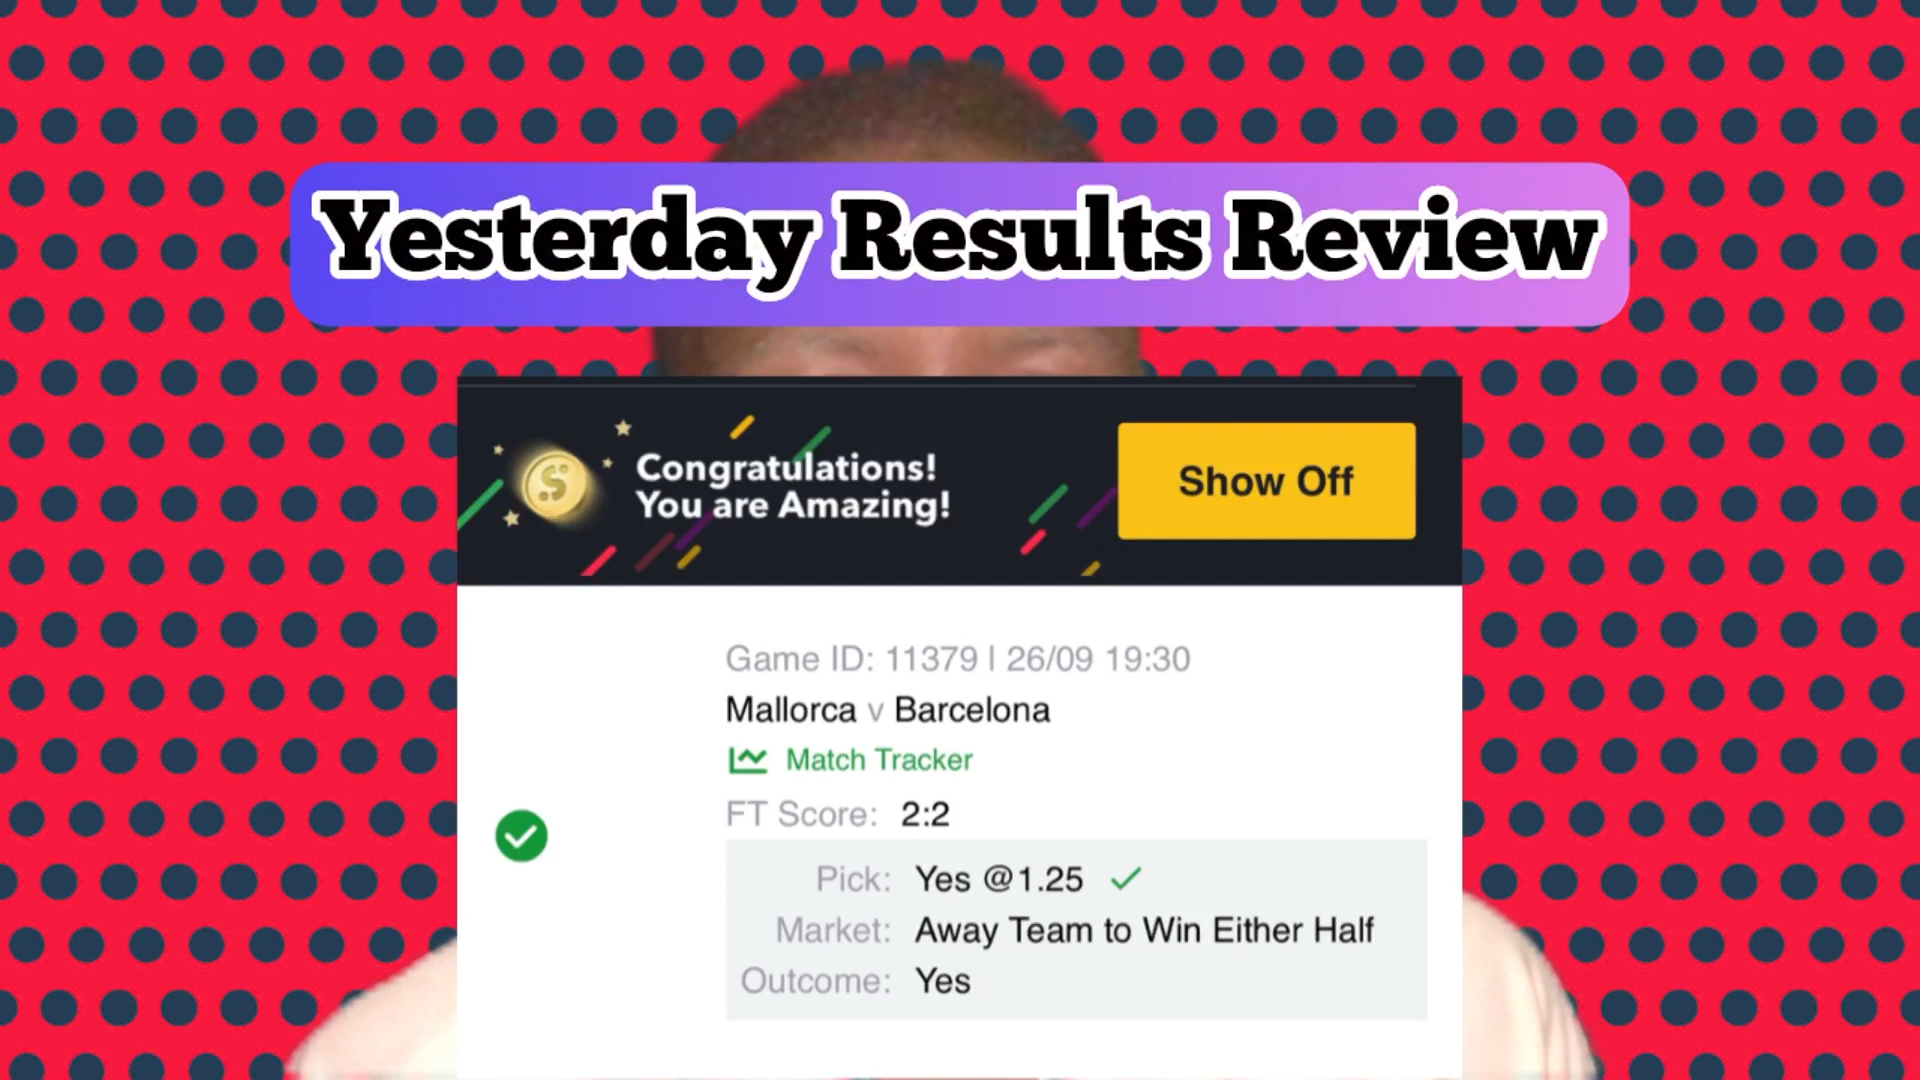 Yesterday Results Review
Congratulations!
You are Amazing!
Show Off
Game ID: 11379 | 26/09 19:30
Mallorca v Barcelona
Match Tracker
FT Score: 2:2
Pick: Yes @1.25
Market: Away Team to Win Either Half
Outcome: Yes